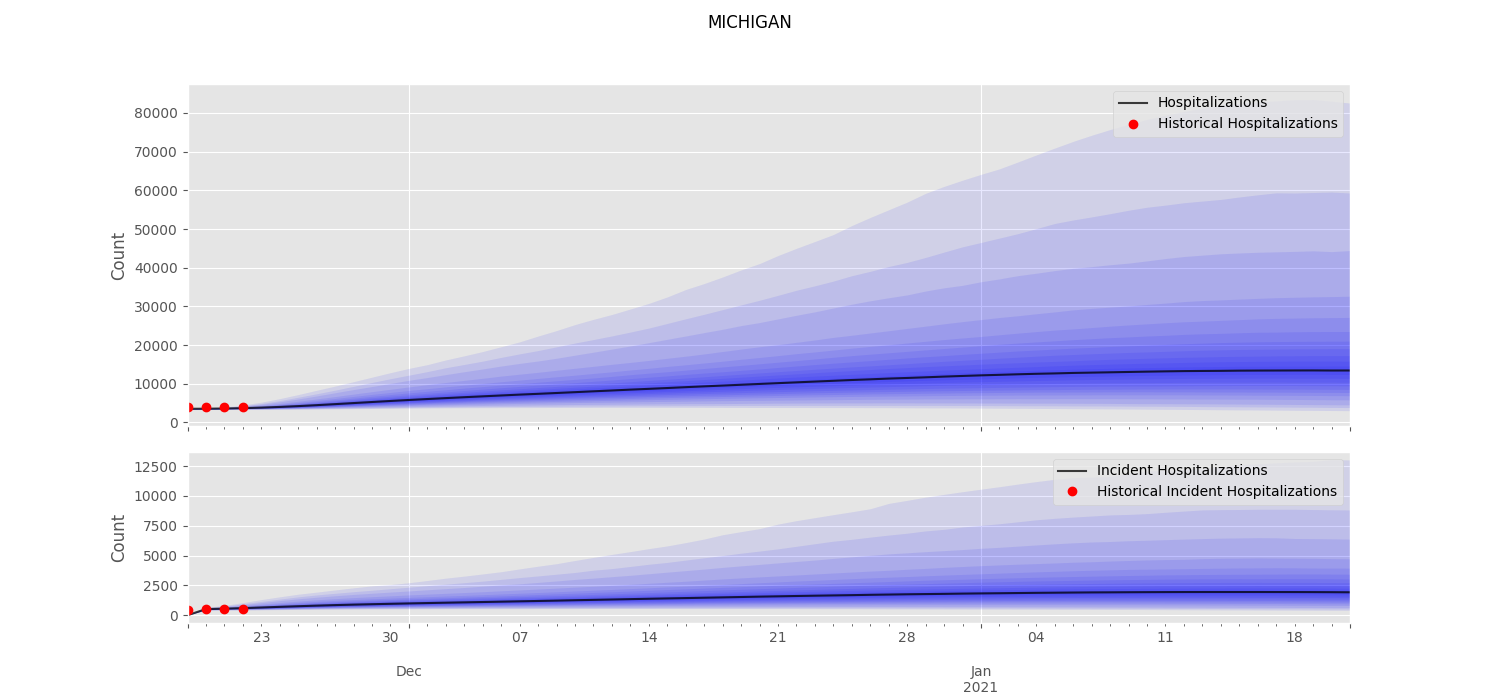 MICHIGAN
Hospitalizations
Historical Hospitalizations
Count
80000
70000
60000
50000
40000
30000
20000
10000
0
Incident Hospitalizations
Historical Incident Hospitalizations
Count
12500
10000
7500
5000
2500
0
23 30 07 14 21 28 04 11 18
Dec Jan
2021